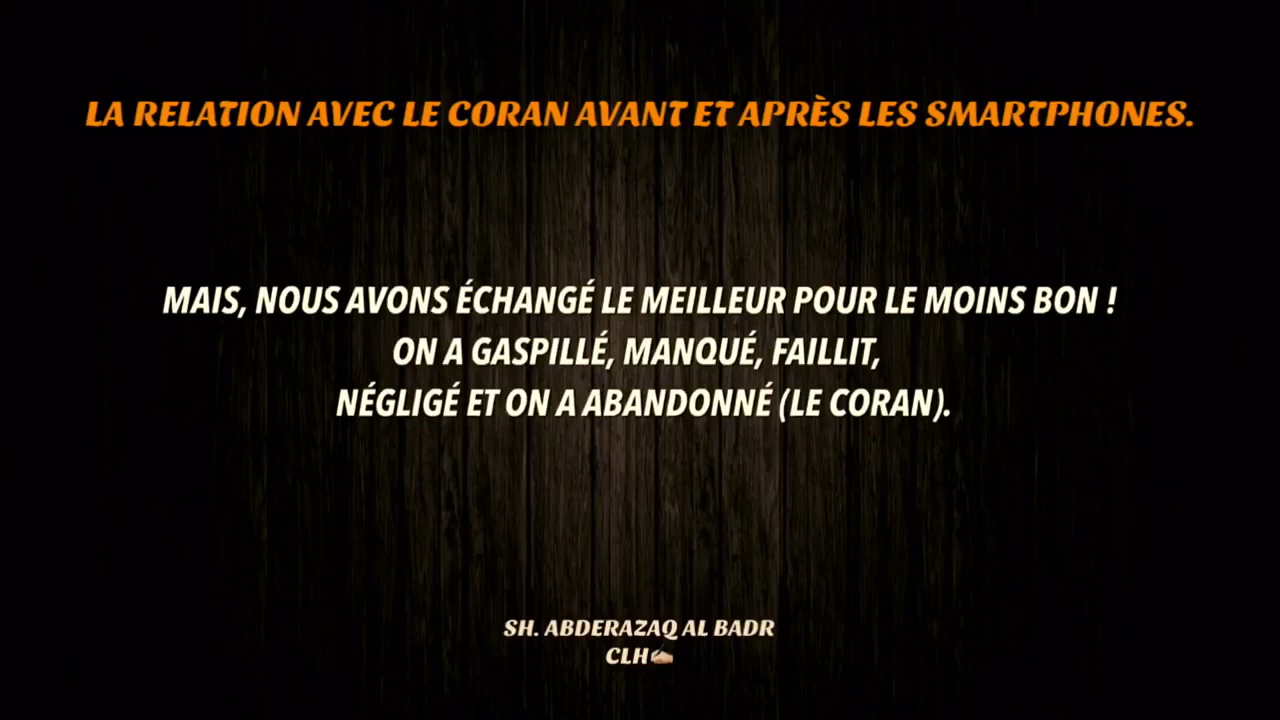 LA RELATION AVEC LE CORAN AVANT ET APRÈS LES SMARTPHONES.
MAIS, NOUS AVONS ÉCHANGÉ LE MEILLEUR POUR LE MOINS BON !
ON A GASPILLÉ, MANQUÉ, FAILLIT,
NÉGLIGÉ ET ON A ABANDONNÉ (LE CORAN).
SH. ABDERAZAQ AL BADR
CLH✍🏼